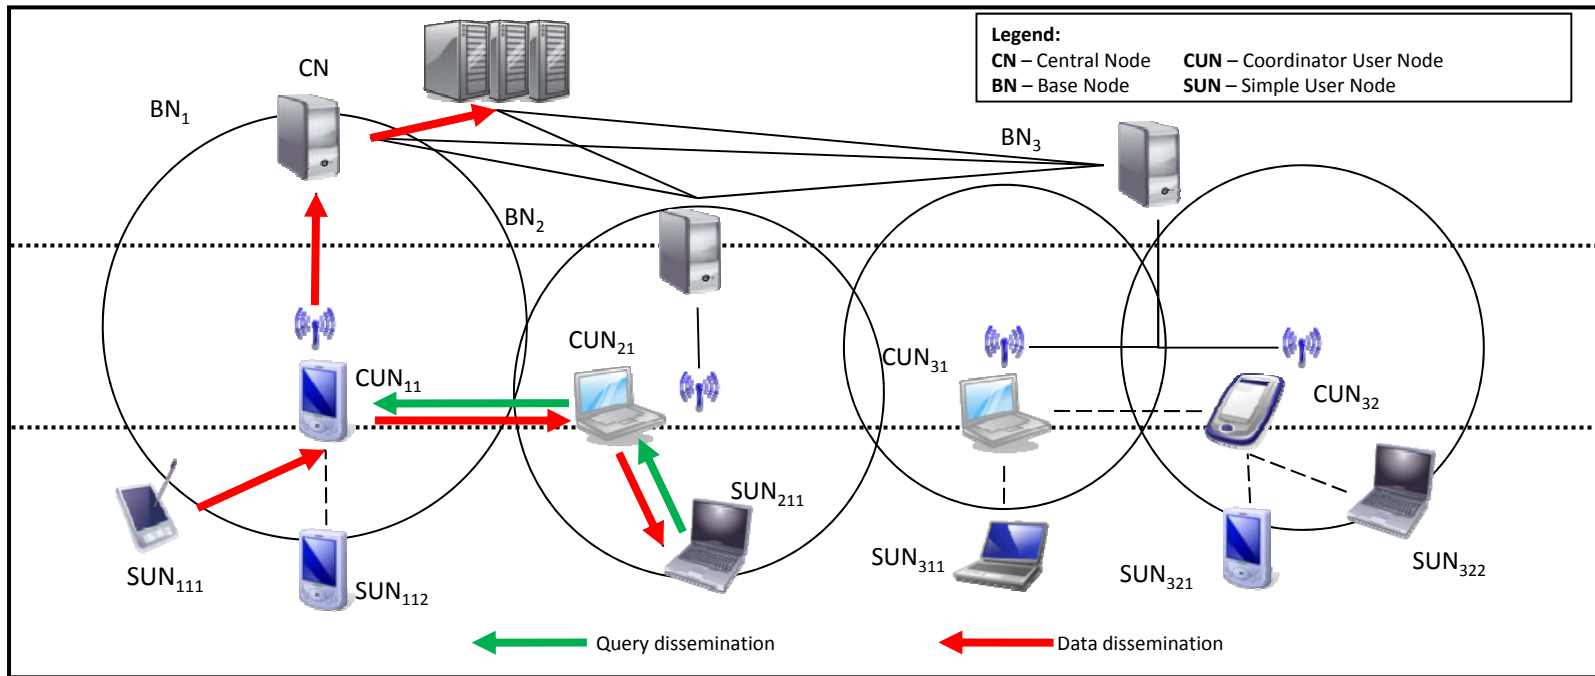 Legend:
CN – Central Node CUN – Coordinator User Node
BN – Base Node SUN – Simple User Node
CN
BN₁
BN₃
BN₂
CUN₂₁
CUN₁₁
CUN₃₁
CUN₃₂
SUN₂₁₁
SUN₁₁₁
SUN₁₁₂
SUN₃₁₁
SUN₃₂₁
SUN₃₂₂
Query dissemination
Data dissemination